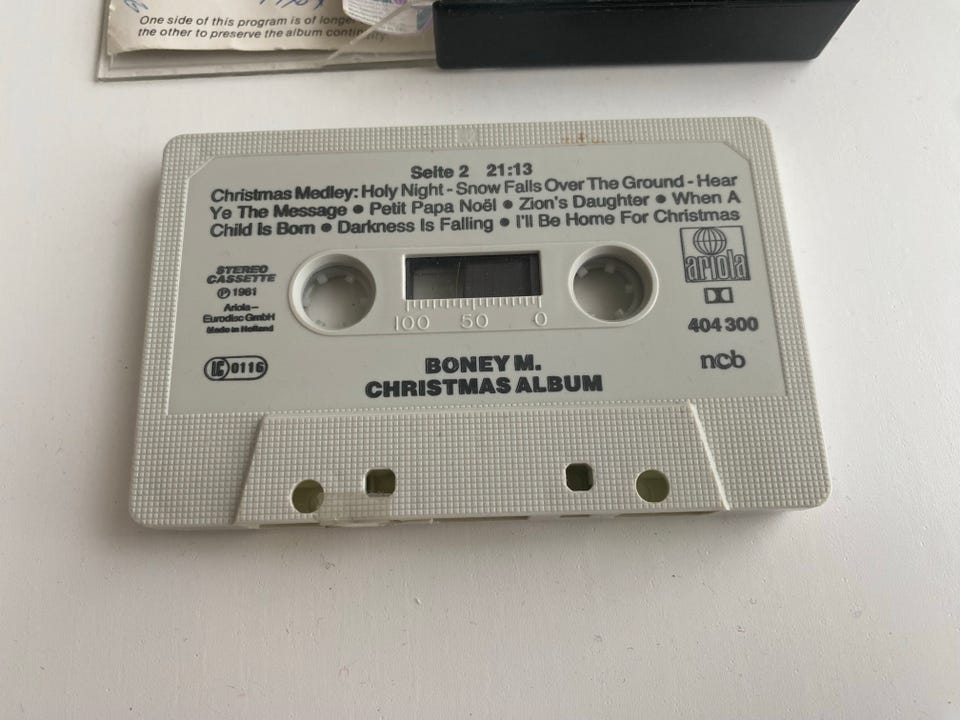 One side of this program is of longer
the other to preserve the album continuity.
Seite 2 21:13
Christmas Medley: Holy Night - Snow Falls Over The Ground - Hear
Ye The Message • Petit Papa Noël • Zion's Daughter • When A
Child Is Born • Darkness Is Falling • I'll Be Home For Christmas
STEREO
CASSETTE
Ⓟ 1981
Ariola-
Eurodisc GmbH
Made in Holland
ariola
404 300
100 50 0
LC 0116
ncb
BONEY M.
CHRISTMAS ALBUM